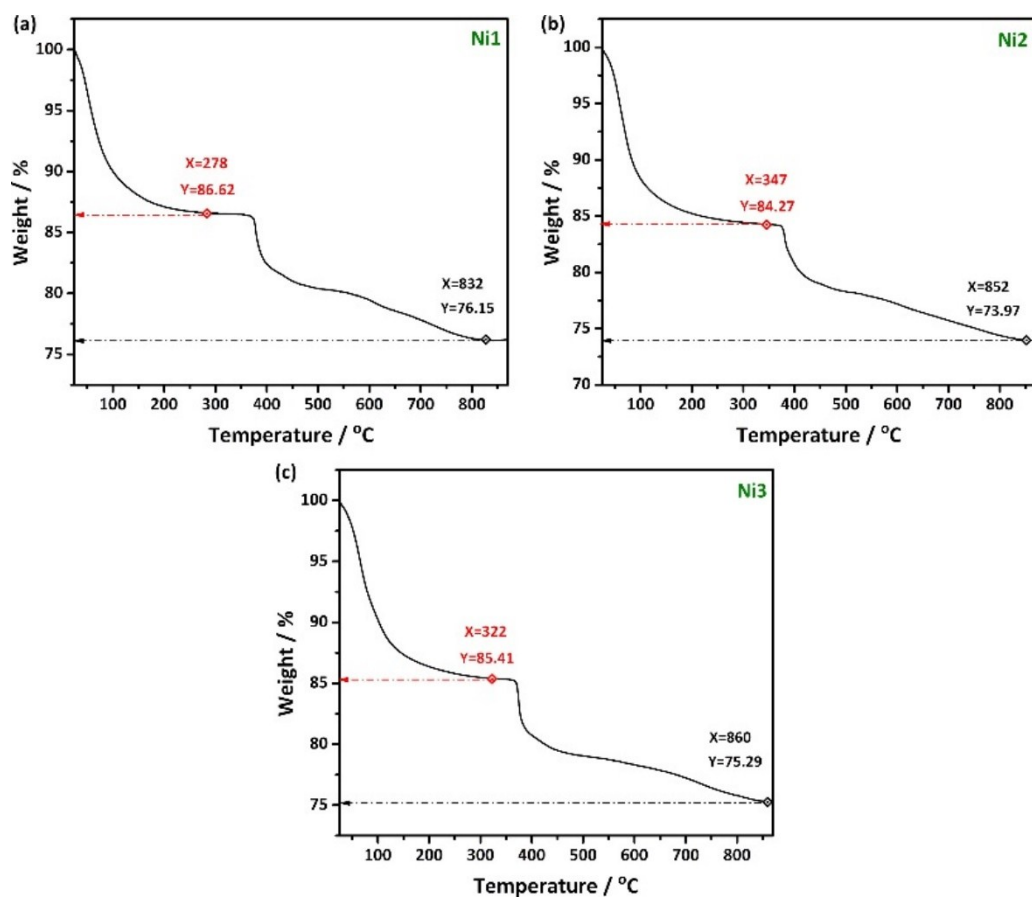 (a)
Ni1
100
95
90
85
80
75
Weight / %
X=278
Y=86.62
X=832
Y=76.15
100 200 300 400 500 600 700 800
Temperature / °C
(b)
Ni2
100
95
90
85
80
75
70
Weight / %
X=347
Y=84.27
X=852
Y=73.97
100 200 300 400 500 600 700 800
Temperature / °C
(c)
Ni3
100
95
90
85
80
75
Weight / %
X=322
Y=85.41
X=860
Y=75.29
100 200 300 400 500 600 700 800
Temperature / °C